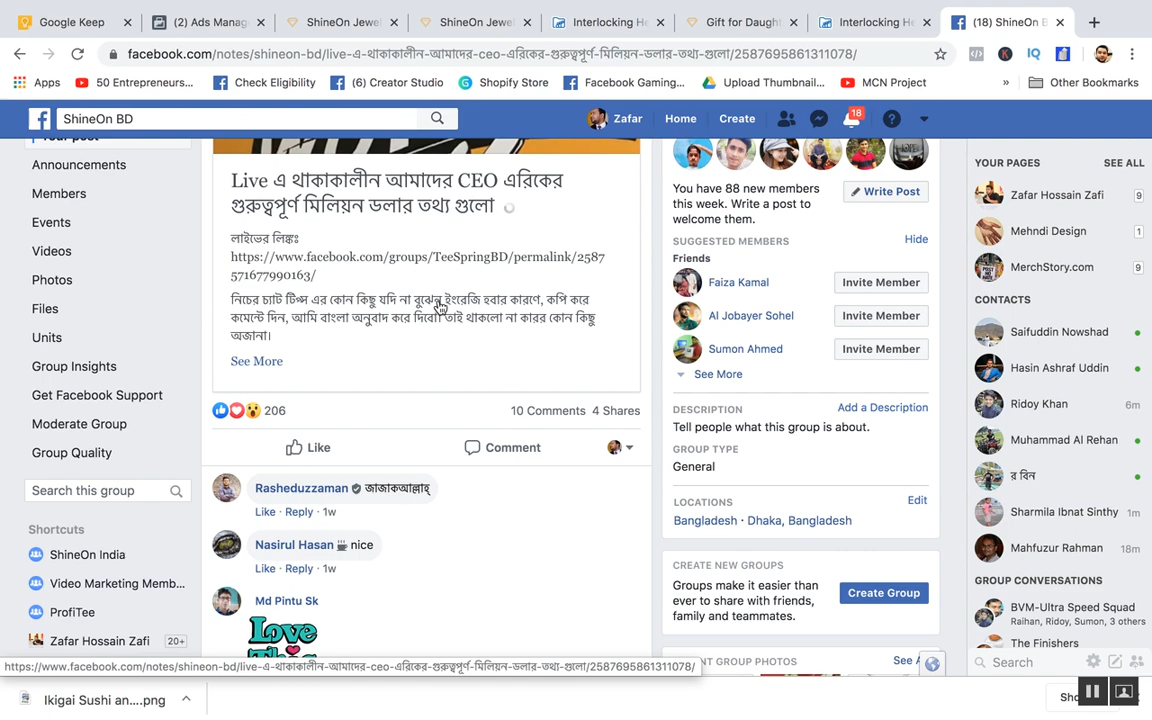 Google Keep
(2) Ads Manag
ShineOn Jewel
ShineOn Jewel
Interlocking He
Gift for Daught
Interlocking He
(18) ShineOn B
facebook.com/notes/shineon-bd/live-এ-থাকাকালীন-আমাদের-ceo-এরিকের-গুরুত্বপূর্ণ-মিলিয়ন-ডলার-তথ্য-গুলো/2587695861311078/
Apps
50 Entrepreneurs...
Check Eligibility
(6) Creator Studio
Shopify Store
Facebook Gaming...
Upload Thumbnail...
MCN Project
»
Other Bookmarks
ShineOn BD
Zafar
Home
Create
18
Your post
Announcements
Members
Events
Videos
Photos
Files
Units
Group Insights
Get Facebook Support
Moderate Group
Group Quality
Search this group
Shortcuts
ShineOn India
Video Marketing Memb...
ProfiTee
Zafar Hossain Zafi 20+
Live এ থাকাকালীন আমাদের CEO এরিকের
গুরুত্বপূর্ণ মিলিয়ন ডলার তথ্য গুলো
লাইভের লিঙ্কঃ
https://www.facebook.com/groups/TeeSpringBD/permalink/2587
571677990163/
নিচের চ্যাট টিপ্স এর কোন কিছু যদি না বুঝেন ইংরেজি হবার কারণে, কপি করে
কমেন্টে দিন, আমি বাংলা অনুবাদ করে দিবো তাই থাকলো না কারর কোন কিছু
অজানা।
See More
206
10 Comments 4 Shares
Like
Comment
Rasheduzzaman জাজাকআল্লাহ্
Like · Reply · 1w
Nasirul Hasan nice
Like · Reply · 1w
Md Pintu Sk
Love
You have 88 new members
this week. Write a post to
welcome them.
Write Post
SUGGESTED MEMBERS
Hide
Friends
Faiza Kamal
Invite Member
Al Jobayer Sohel
Invite Member
Sumon Ahmed
Invite Member
See More
DESCRIPTION
Add a Description
Tell people what this group is about.
GROUP TYPE
General
LOCATIONS
Edit
Bangladesh · Dhaka, Bangladesh
CREATE NEW GROUPS
Groups make it easier than
ever to share with friends,
family and teammates.
Create Group
NT GROUP PHOTOS
See A
YOUR PAGES
SEE ALL
Zafar Hossain Zafi 9
Mehndi Design 1
MerchStory.com 9
CONTACTS
Saifuddin Nowshad
Hasin Ashraf Uddin
Ridoy Khan 6m
Muhammad Al Rehan
র বিন
Sharmila Ibnat Sinthy 1m
Mahfuzur Rahman 18m
GROUP CONVERSATIONS
BVM-Ultra Speed Squad
Raihan, Ridoy, Sumon, 3 others
The Finishers
Search
https://www.facebook.com/notes/shineon-bd/live-এ-থাকাকালীন-আমাদের-ceo-এরিকের-গুরুত্বপূর্ণ-মিলিয়ন-ডলার-তথ্য-গুলো/2587695861311078/
Ikigai Sushi an....png
Sho